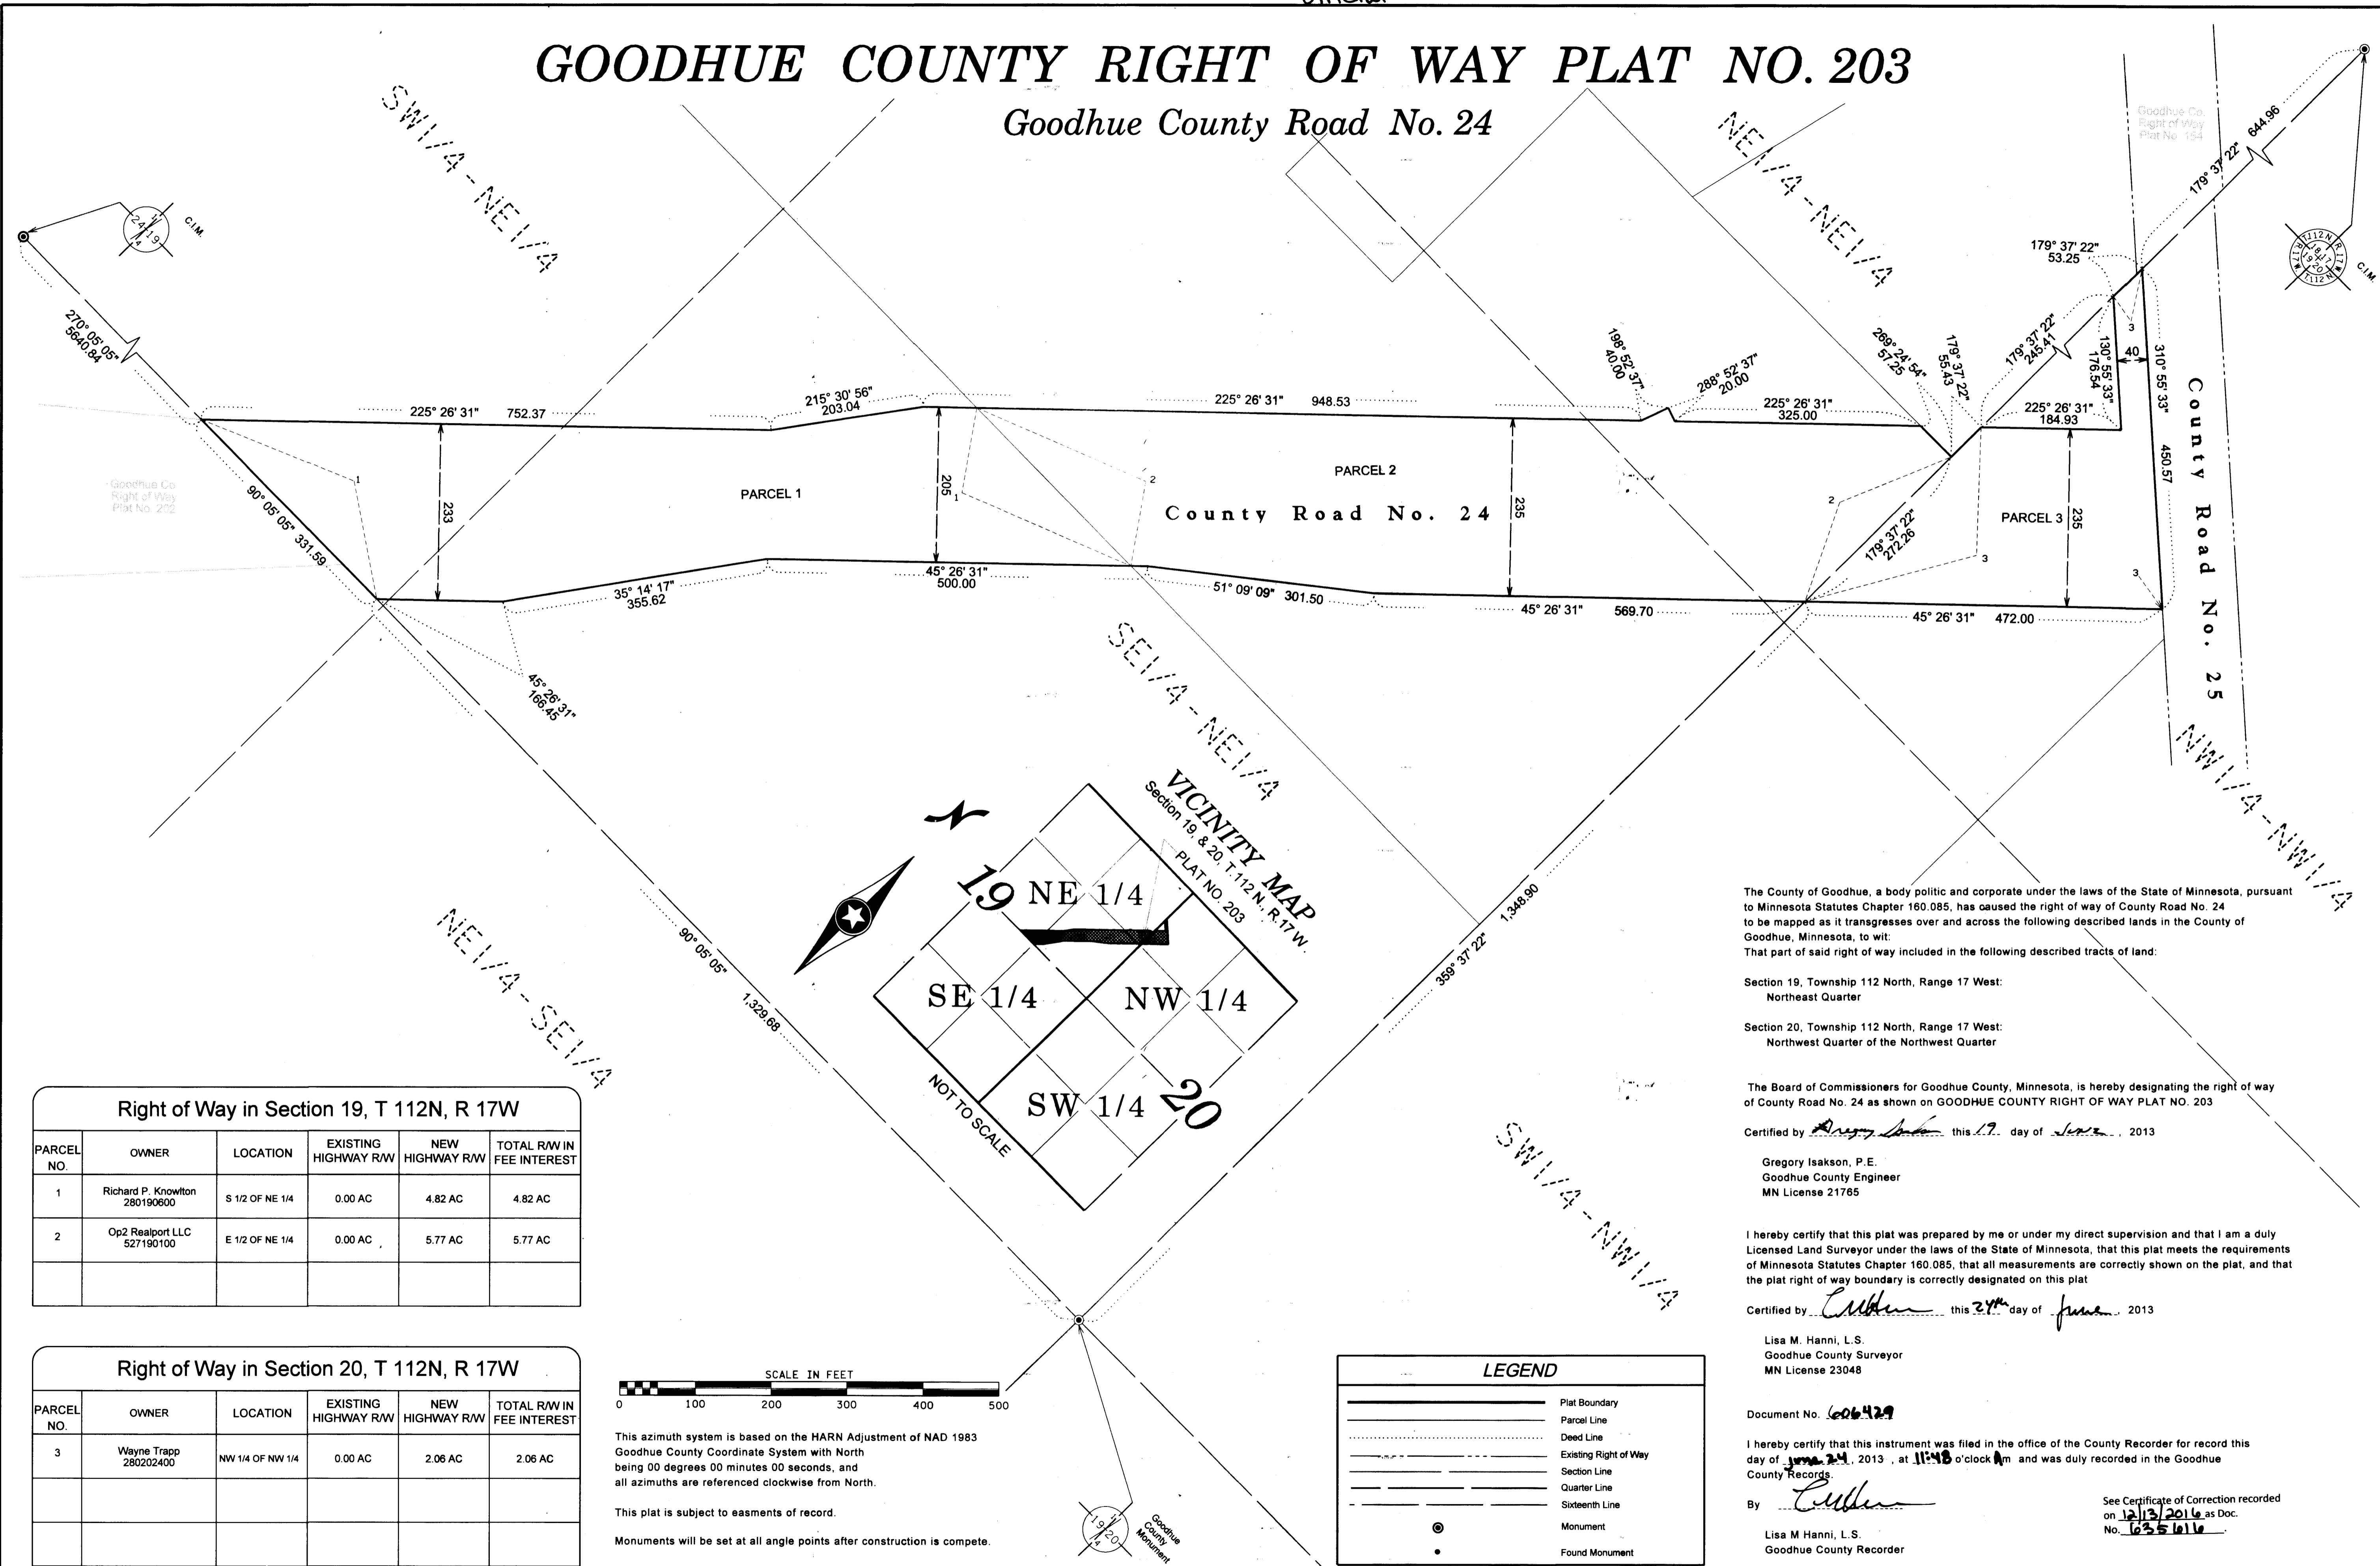 GOODHUE COUNTY RIGHT OF WAY PLAT NO. 203
Goodhue County Road No. 24
SW1/4 - NE1/4
NE1/4 - NE1/4
Goodhue Co.
Right of Way
Plat No. 164
179° 37' 22" 644.96
24 19
1/4
C.I.M.
T.112 N
R 17 W
18 17
19 20
R 17 W
T.112 N
C.I.M.
270° 05' 05"
5640.84
179° 37' 22"
53.25
225° 26' 31" 752.37
215° 30' 56"
203.04
225° 26' 31" 948.53
198° 52' 37"
40.00
288° 52' 37"
20.00
225° 26' 31"
325.00
269° 24' 54"
57.25
179° 37' 22"
55.43
179° 37' 22"
245.41
225° 26' 31"
184.93
130° 55' 33"
176.54
3
40
310° 55' 33" 450.57
County Road No. 25
Goodhue Co
Right of Way
Plat No. 202
90° 05' 05" 331.59
1
233
PARCEL 1
205
1
2
PARCEL 2
County Road No. 24
235
2
179° 37' 22"
272.26
PARCEL 3
235
3
3
35° 14' 17"
355.62
45° 26' 31"
500.00
51° 09' 09" 301.50
45° 26' 31" 569.70
45° 26' 31" 472.00
45° 26' 31"
166.45
SE1/4 - NE1/4
NW1/4 - NW1/4
NE1/4 - SE1/4
SW1/4 - NW1/4
90° 05' 05" 1,329.68
359° 37' 22" 1,348.90
N
VICINITY MAP
Section 19, & 20, T.112 N., R.17 W.
PLAT NO. 203
19
NE 1/4
SE 1/4
NW 1/4
SW 1/4
20
NOT TO SCALE
The County of Goodhue, a body politic and corporate under the laws of the State of Minnesota, pursuant
to Minnesota Statutes Chapter 160.085, has caused the right of way of County Road No. 24
to be mapped as it transgresses over and across the following described lands in the County of
Goodhue, Minnesota, to wit:
That part of said right of way included in the following described tracts of land:
Section 19, Township 112 North, Range 17 West:
Northeast Quarter
Section 20, Township 112 North, Range 17 West:
Northwest Quarter of the Northwest Quarter
The Board of Commissioners for Goodhue County, Minnesota, is hereby designating the right of way
of County Road No. 24 as shown on GOODHUE COUNTY RIGHT OF WAY PLAT NO. 203
Certified by this 19 day of June, 2013
Gregory Isakson, P.E.
Goodhue County Engineer
MN License 21765
I hereby certify that this plat was prepared by me or under my direct supervision and that I am a duly
Licensed Land Surveyor under the laws of the State of Minnesota, that this plat meets the requirements
of Minnesota Statutes Chapter 160.085, that all measurements are correctly shown on the plat, and that
the plat right of way boundary is correctly designated on this plat
Certified by this 24th day of June, 2013
Lisa M. Hanni, L.S.
Goodhue County Surveyor
MN License 23048
Document No. 606429
I hereby certify that this instrument was filed in the office of the County Recorder for record this
day of June 24, 2013 , at 11:48 o'clock Am and was duly recorded in the Goodhue
County Records.
By
Lisa M Hanni, L.S.
Goodhue County Recorder
See Certificate of Correction recorded
on 12/13/2016 as Doc.
No. 635616.
Right of Way in Section 19, T 112N, R 17W
PARCEL NO. OWNER LOCATION EXISTING HIGHWAY R/W NEW HIGHWAY R/W TOTAL R/W IN FEE INTEREST
1 Richard P. Knowlton 280190600 S 1/2 OF NE 1/4 0.00 AC 4.82 AC 4.82 AC
2 Op2 Realport LLC 527190100 E 1/2 OF NE 1/4 0.00 AC 5.77 AC 5.77 AC
Right of Way in Section 20, T 112N, R 17W
PARCEL NO. OWNER LOCATION EXISTING HIGHWAY R/W NEW HIGHWAY R/W TOTAL R/W IN FEE INTEREST
3 Wayne Trapp 280202400 NW 1/4 OF NW 1/4 0.00 AC 2.06 AC 2.06 AC
SCALE IN FEET
0 100 200 300 400 500
This azimuth system is based on the HARN Adjustment of NAD 1983
Goodhue County Coordinate System with North
being 00 degrees 00 minutes 00 seconds, and
all azimuths are referenced clockwise from North.
This plat is subject to easments of record.
Monuments will be set at all angle points after construction is compete.
1/4
19 20
Goodhue
County
Monument
LEGEND
Plat Boundary
Parcel Line
Deed Line
Existing Right of Way
Section Line
Quarter Line
Sixteenth Line
Monument
Found Monument